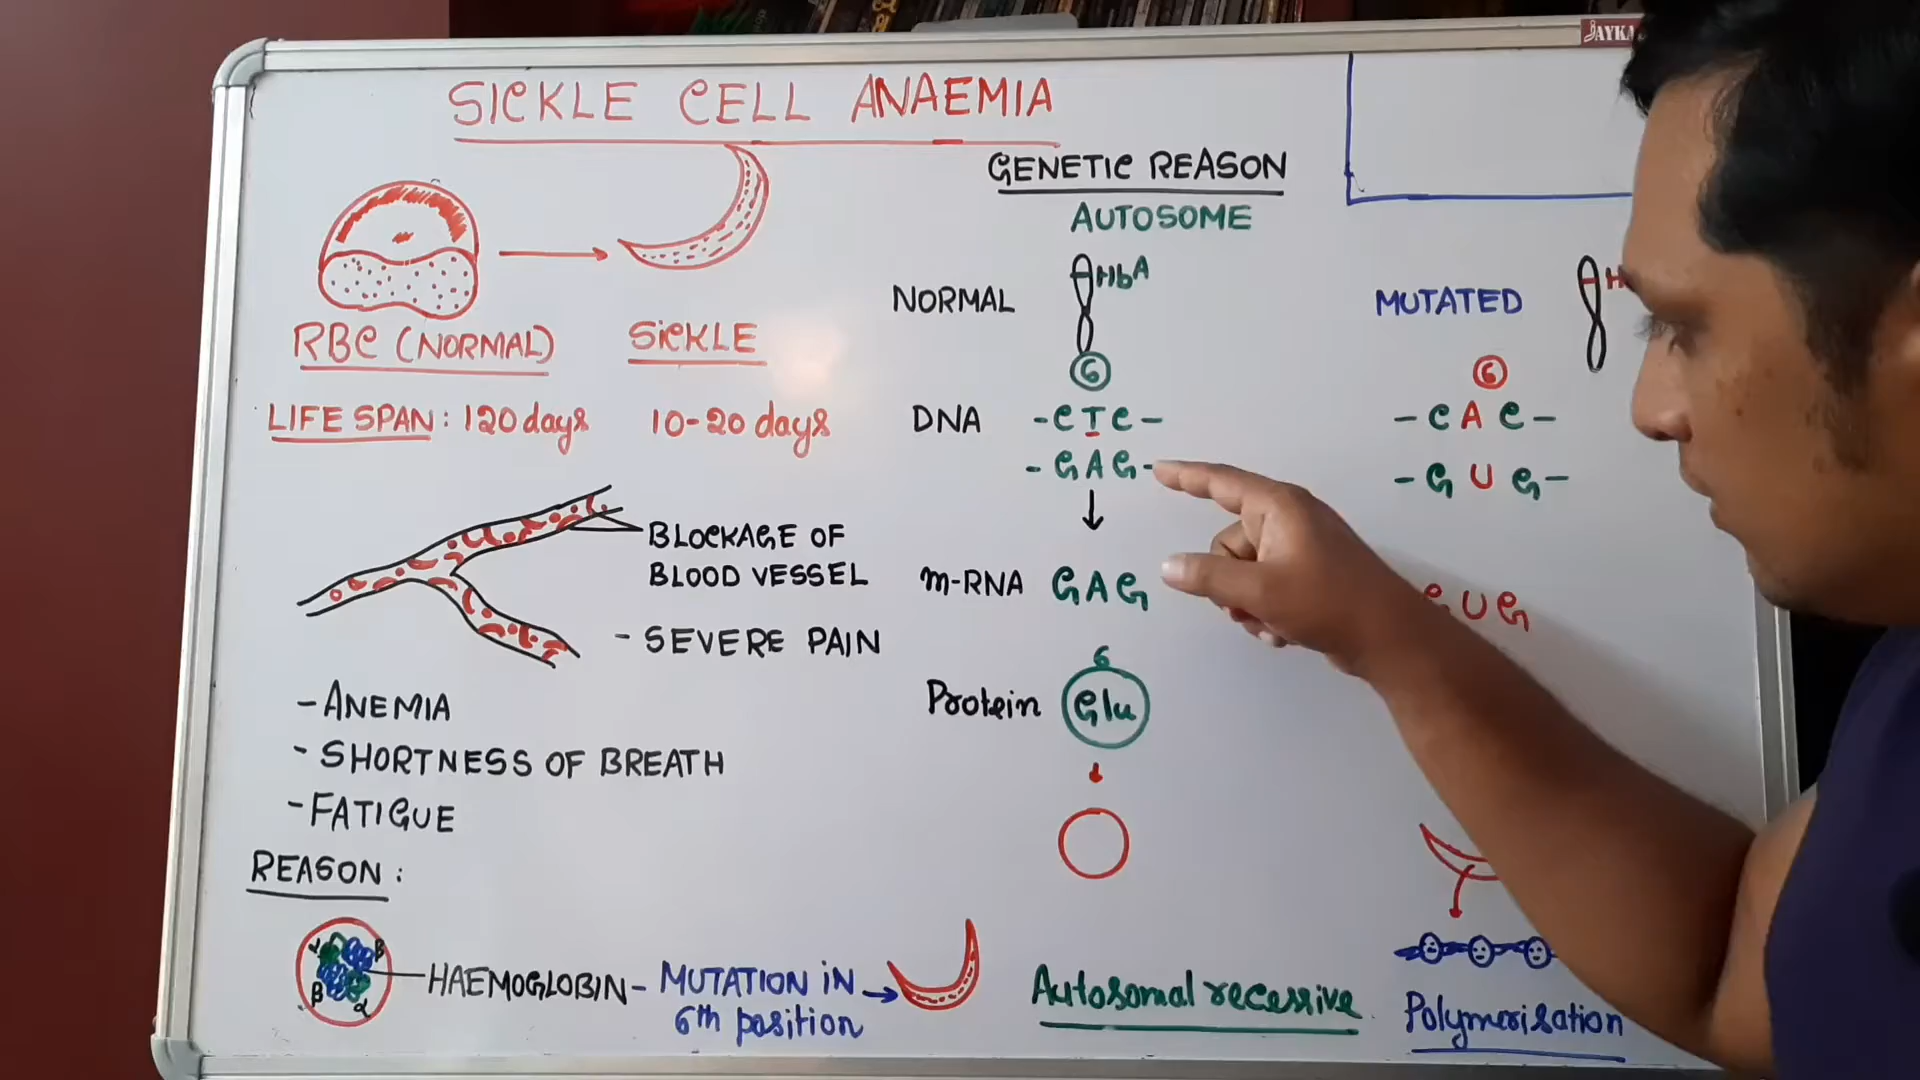 JAYKA
SICKLE CELL ANAEMIA
GENETIC REASON
AUTOSOME
HbA
NORMAL
MUTATED
H
RBC (NORMAL)
SICKLE
6
6
LIFE SPAN: 120 days
10-20 days
DNA
-CTC-
-CAC-
-GAG-
-GUG-
BLOCKAGE OF
BLOOD VESSEL
m-RNA GAG
GUG
- SEVERE PAIN
6
Protein Glu
- ANEMIA
- SHORTNESS OF BREATH
- FATIGUE
REASON:
α β
β α
HAEMOGLOBIN - MUTATION IN
6th position
Autosomal recessive
Polymerisation